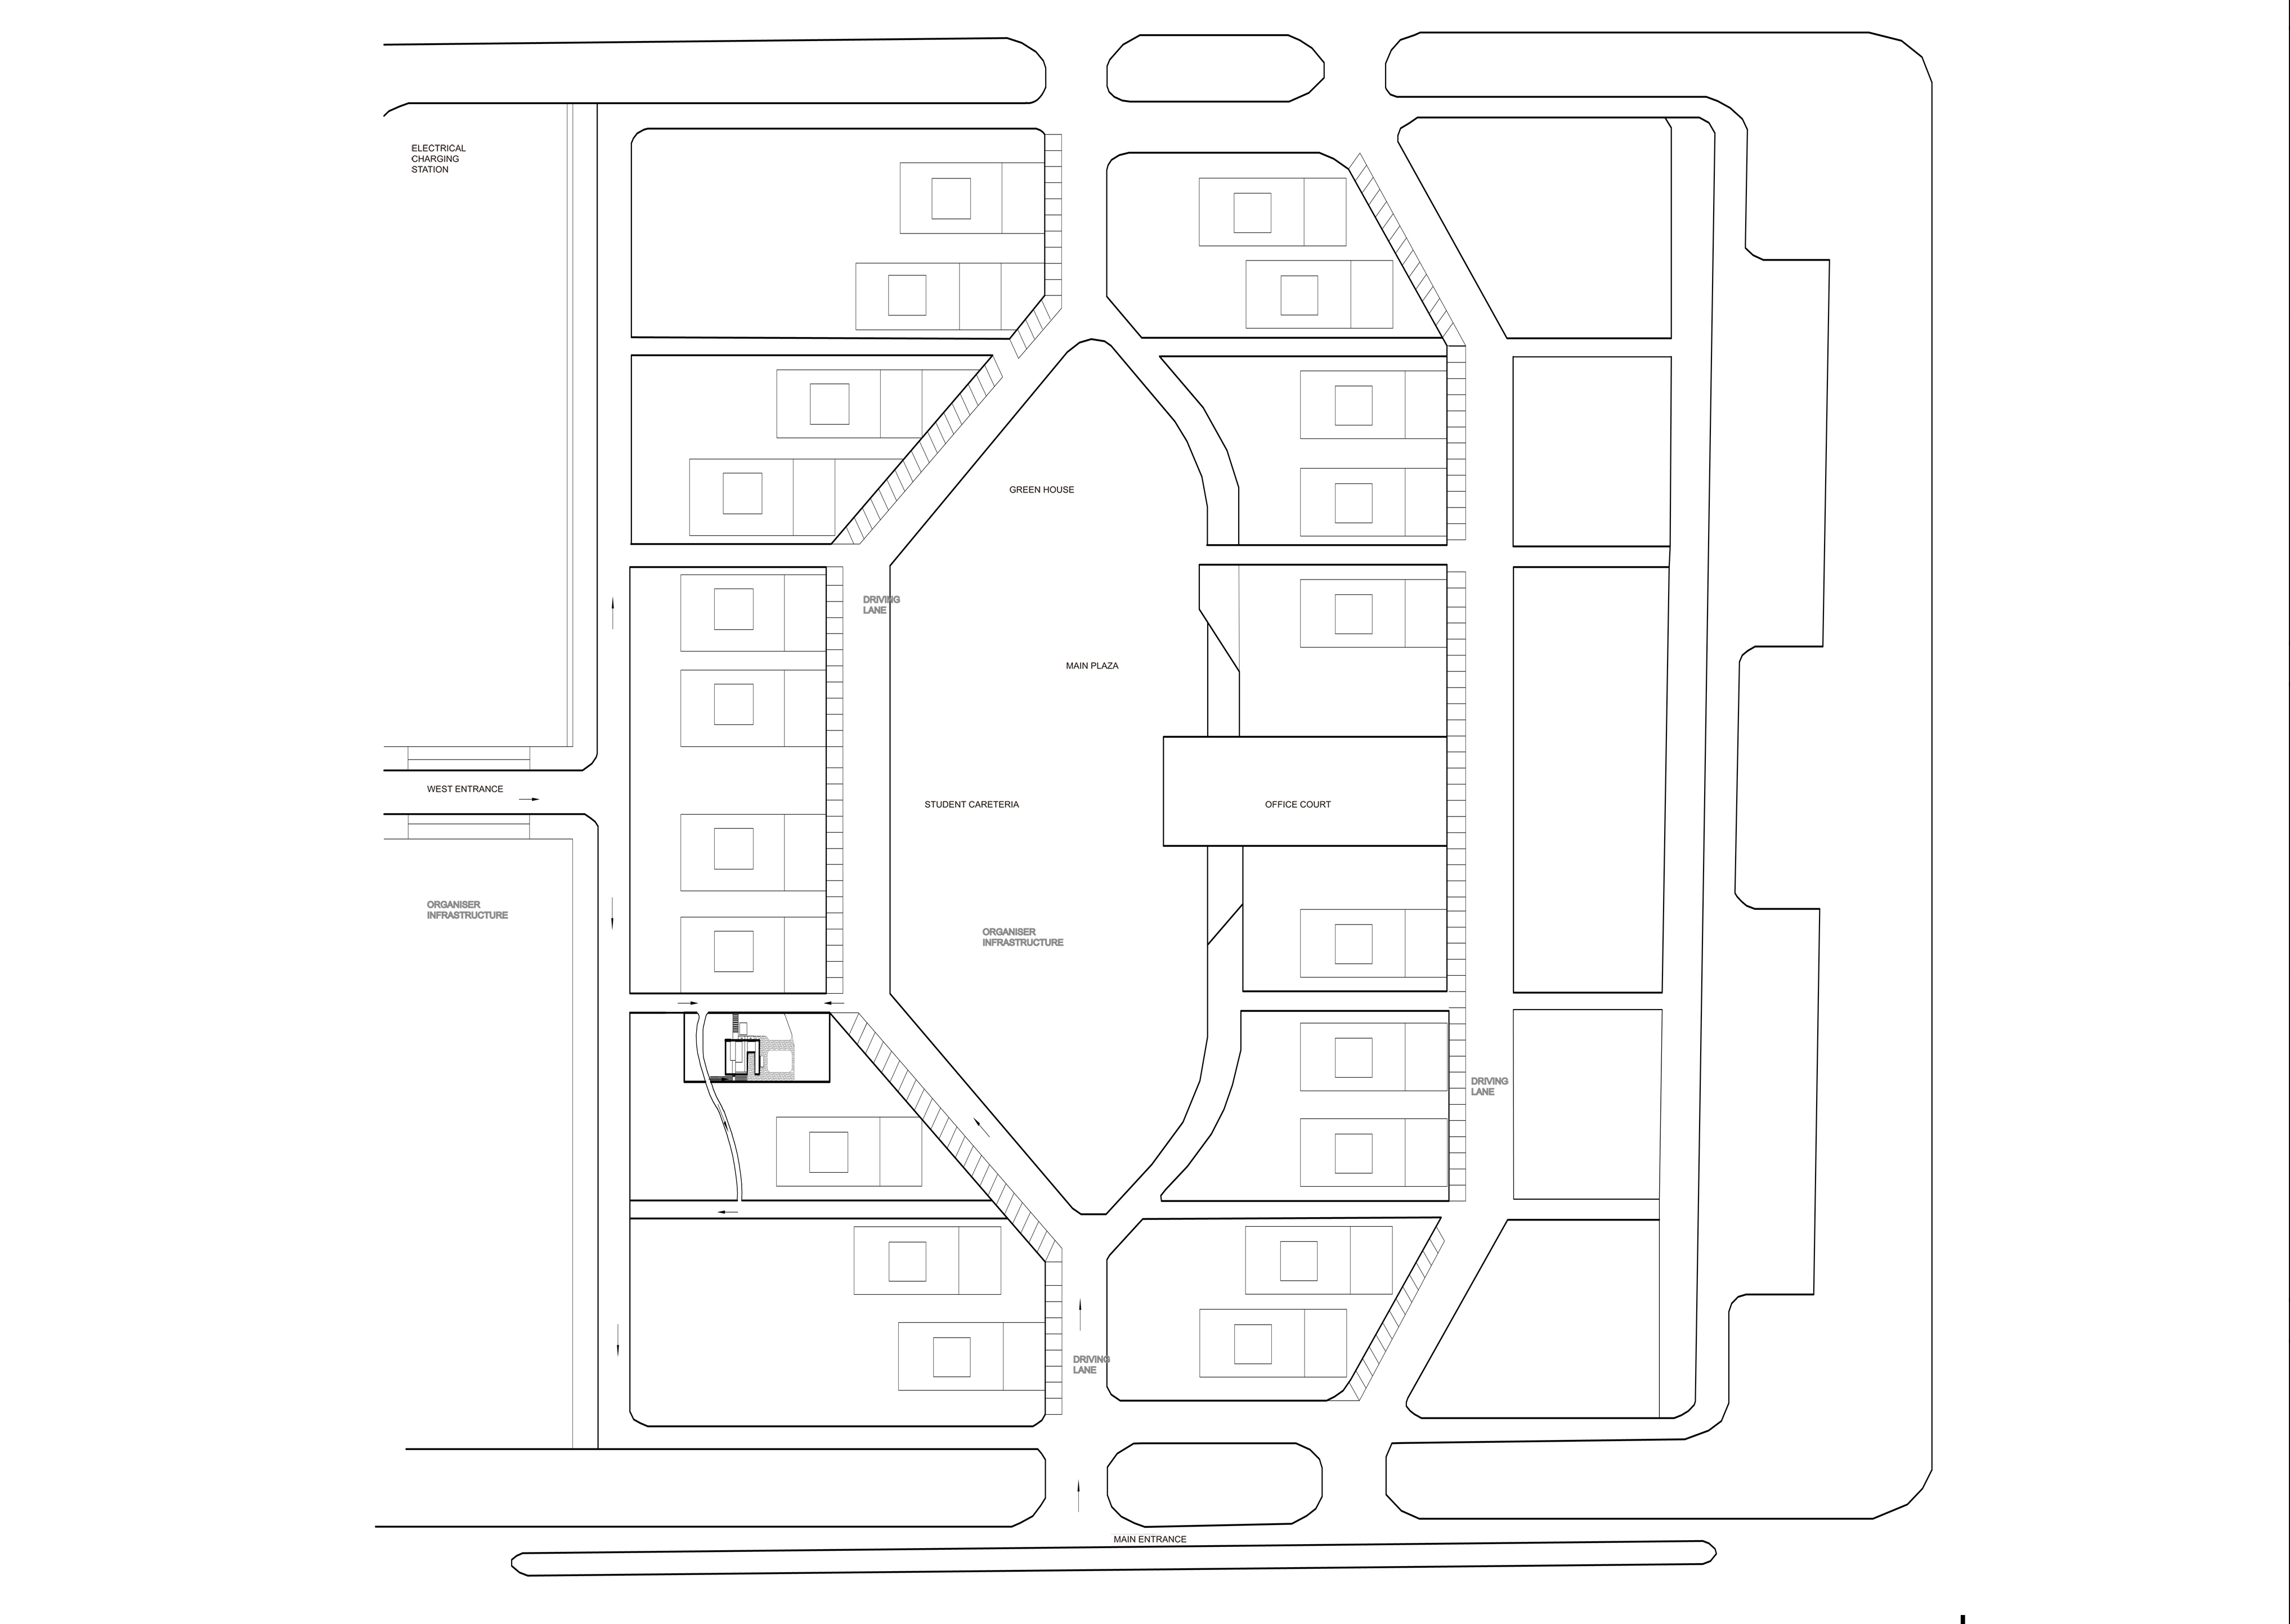 ELECTRICAL
CHARGING
STATION
GREEN HOUSE
DRIVING
LANE
MAIN PLAZA
WEST ENTRANCE
STUDENT CARETERIA
OFFICE COURT
ORGANISER
INFRASTRUCTURE
ORGANISER
INFRASTRUCTURE
DRIVING
LANE
DRIVING
LANE
MAIN ENTRANCE